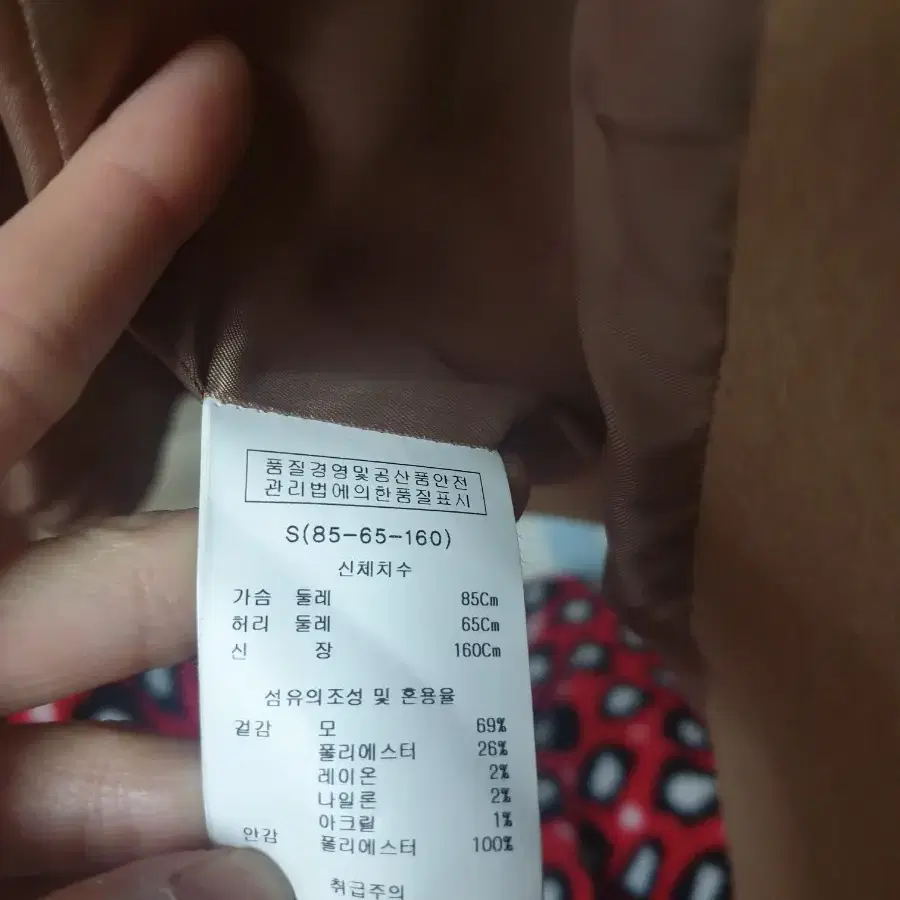 품질경영및공산품안전
관리법에의한품질표시
S(85-65-160)
신체치수
가슴 둘레 85Cm
허리 둘레 65Cm
신 장 160Cm
섬유의조성 및 혼용율
겉감 모 69%
폴리에스터 26%
레이온 2%
나일론 2%
아크릴 1%
안감 폴리에스터 100%
취급주의